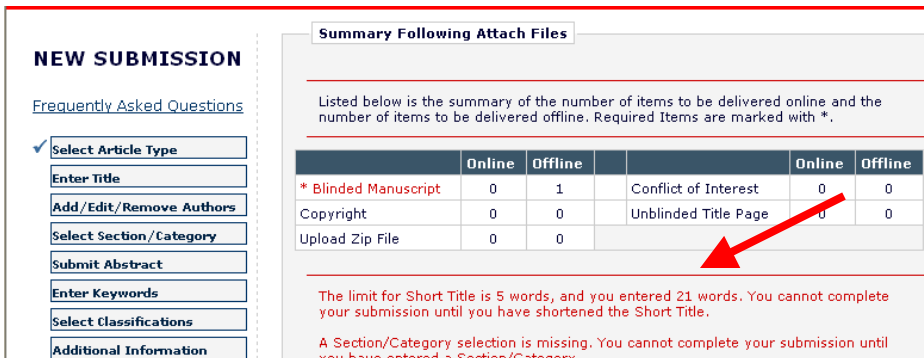 NEW SUBMISSION
Frequently Asked Questions
Select Article Type
Enter Title
Add/Edit/Remove Authors
Select Section/Category
Submit Abstract
Enter Keywords
Select Classifications
Additional Information
Summary Following Attach Files
Listed below is the summary of the number of items to be delivered online and the
number of items to be delivered offline. Required Items are marked with *.
Online Offline Online Offline
* Blinded Manuscript 0 1 Conflict of Interest 0 0
Copyright 0 0 Unblinded Title Page 0 0
Upload Zip File 0 0
The limit for Short Title is 5 words, and you entered 21 words. You cannot complete
your submission until you have shortened the Short Title.
A Section/Category selection is missing. You cannot complete your submission until
you have entered a Section/Category.